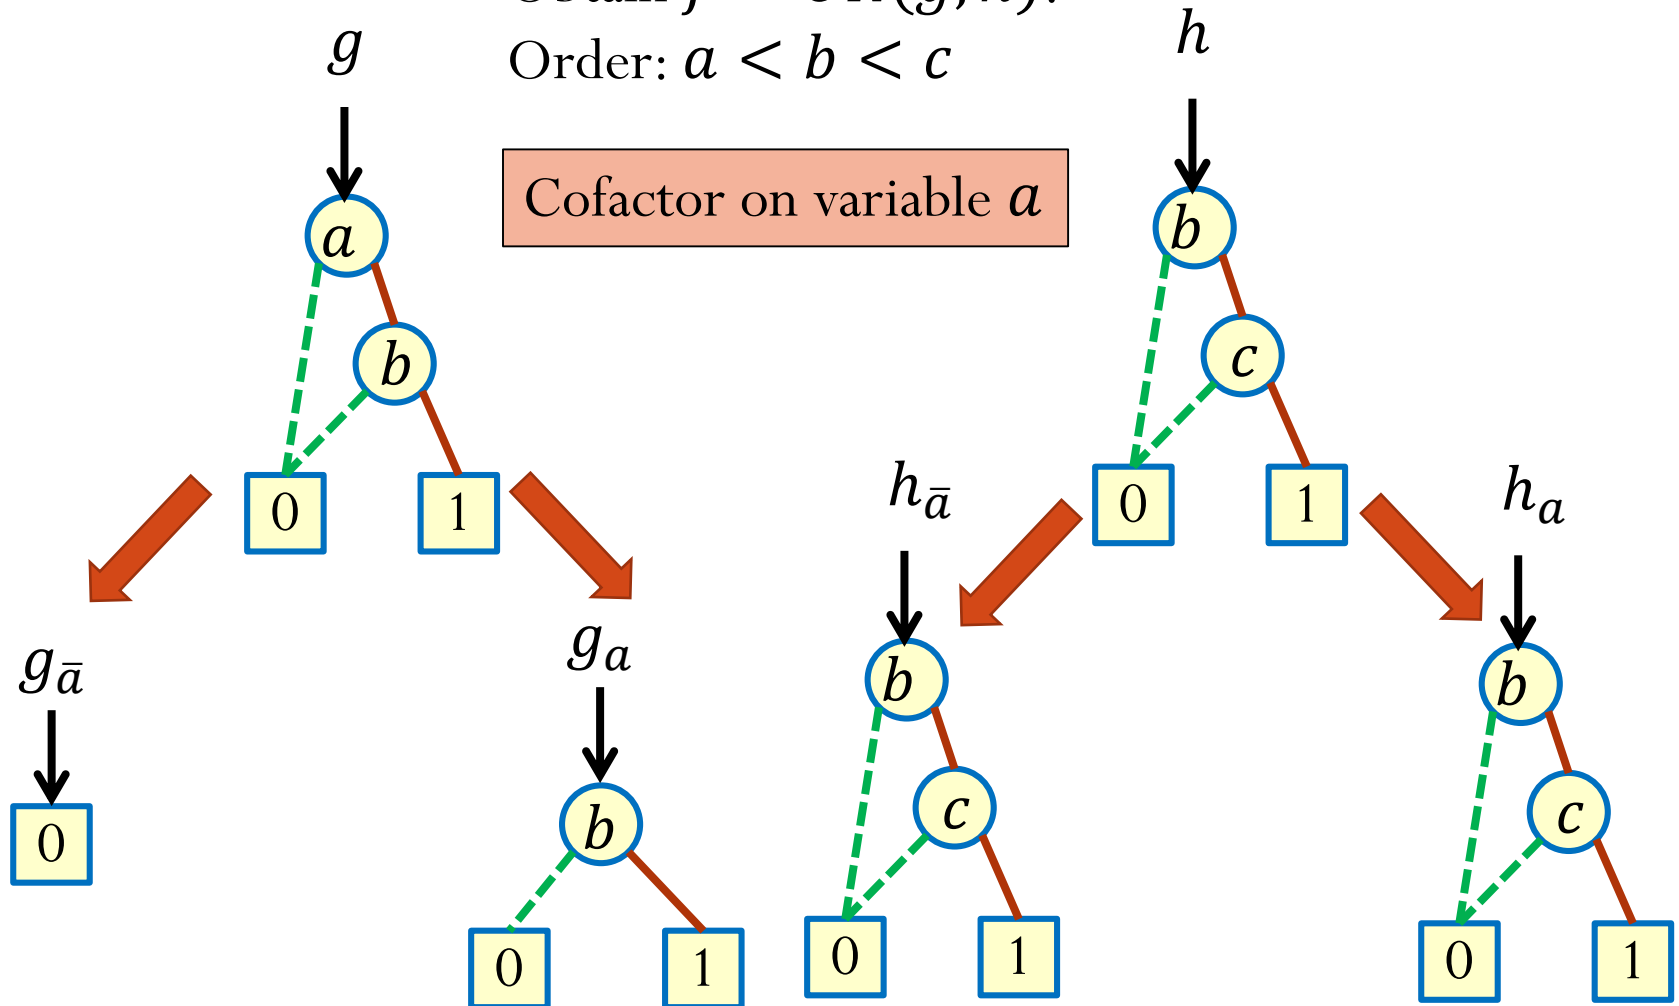 g
h
Order: a < b < c
Cofactor on variable a
a
b
b
c
0
1
0
1
h_ā
h_a
g_ā
g_a
b
b
0
b
c
c
0
1
0
1
0
1